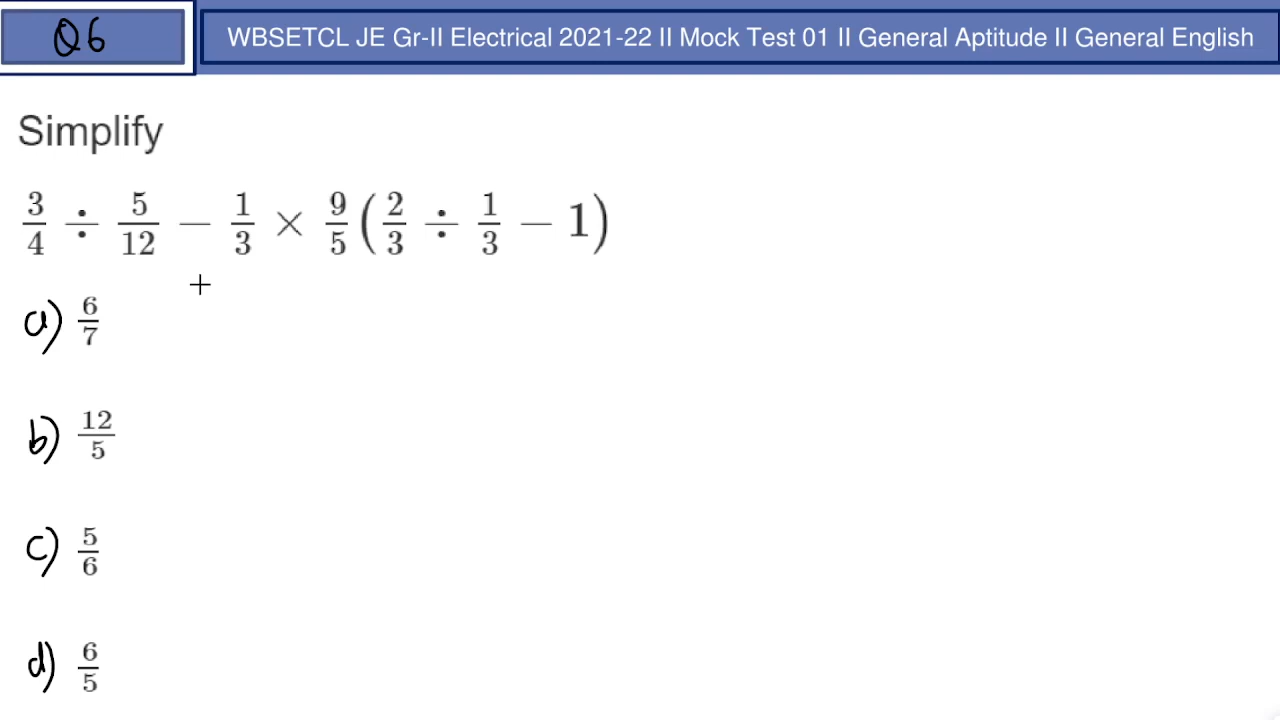 Q6
WBSETCL JE Gr-II Electrical 2021-22 II Mock Test 01 II General Aptitude II General English
Simplify
3/4 ÷ 5/12 − 1/3 × 9/5 (2/3 ÷ 1/3 − 1)
a) 6/7
b) 12/5
c) 5/6
d) 6/5